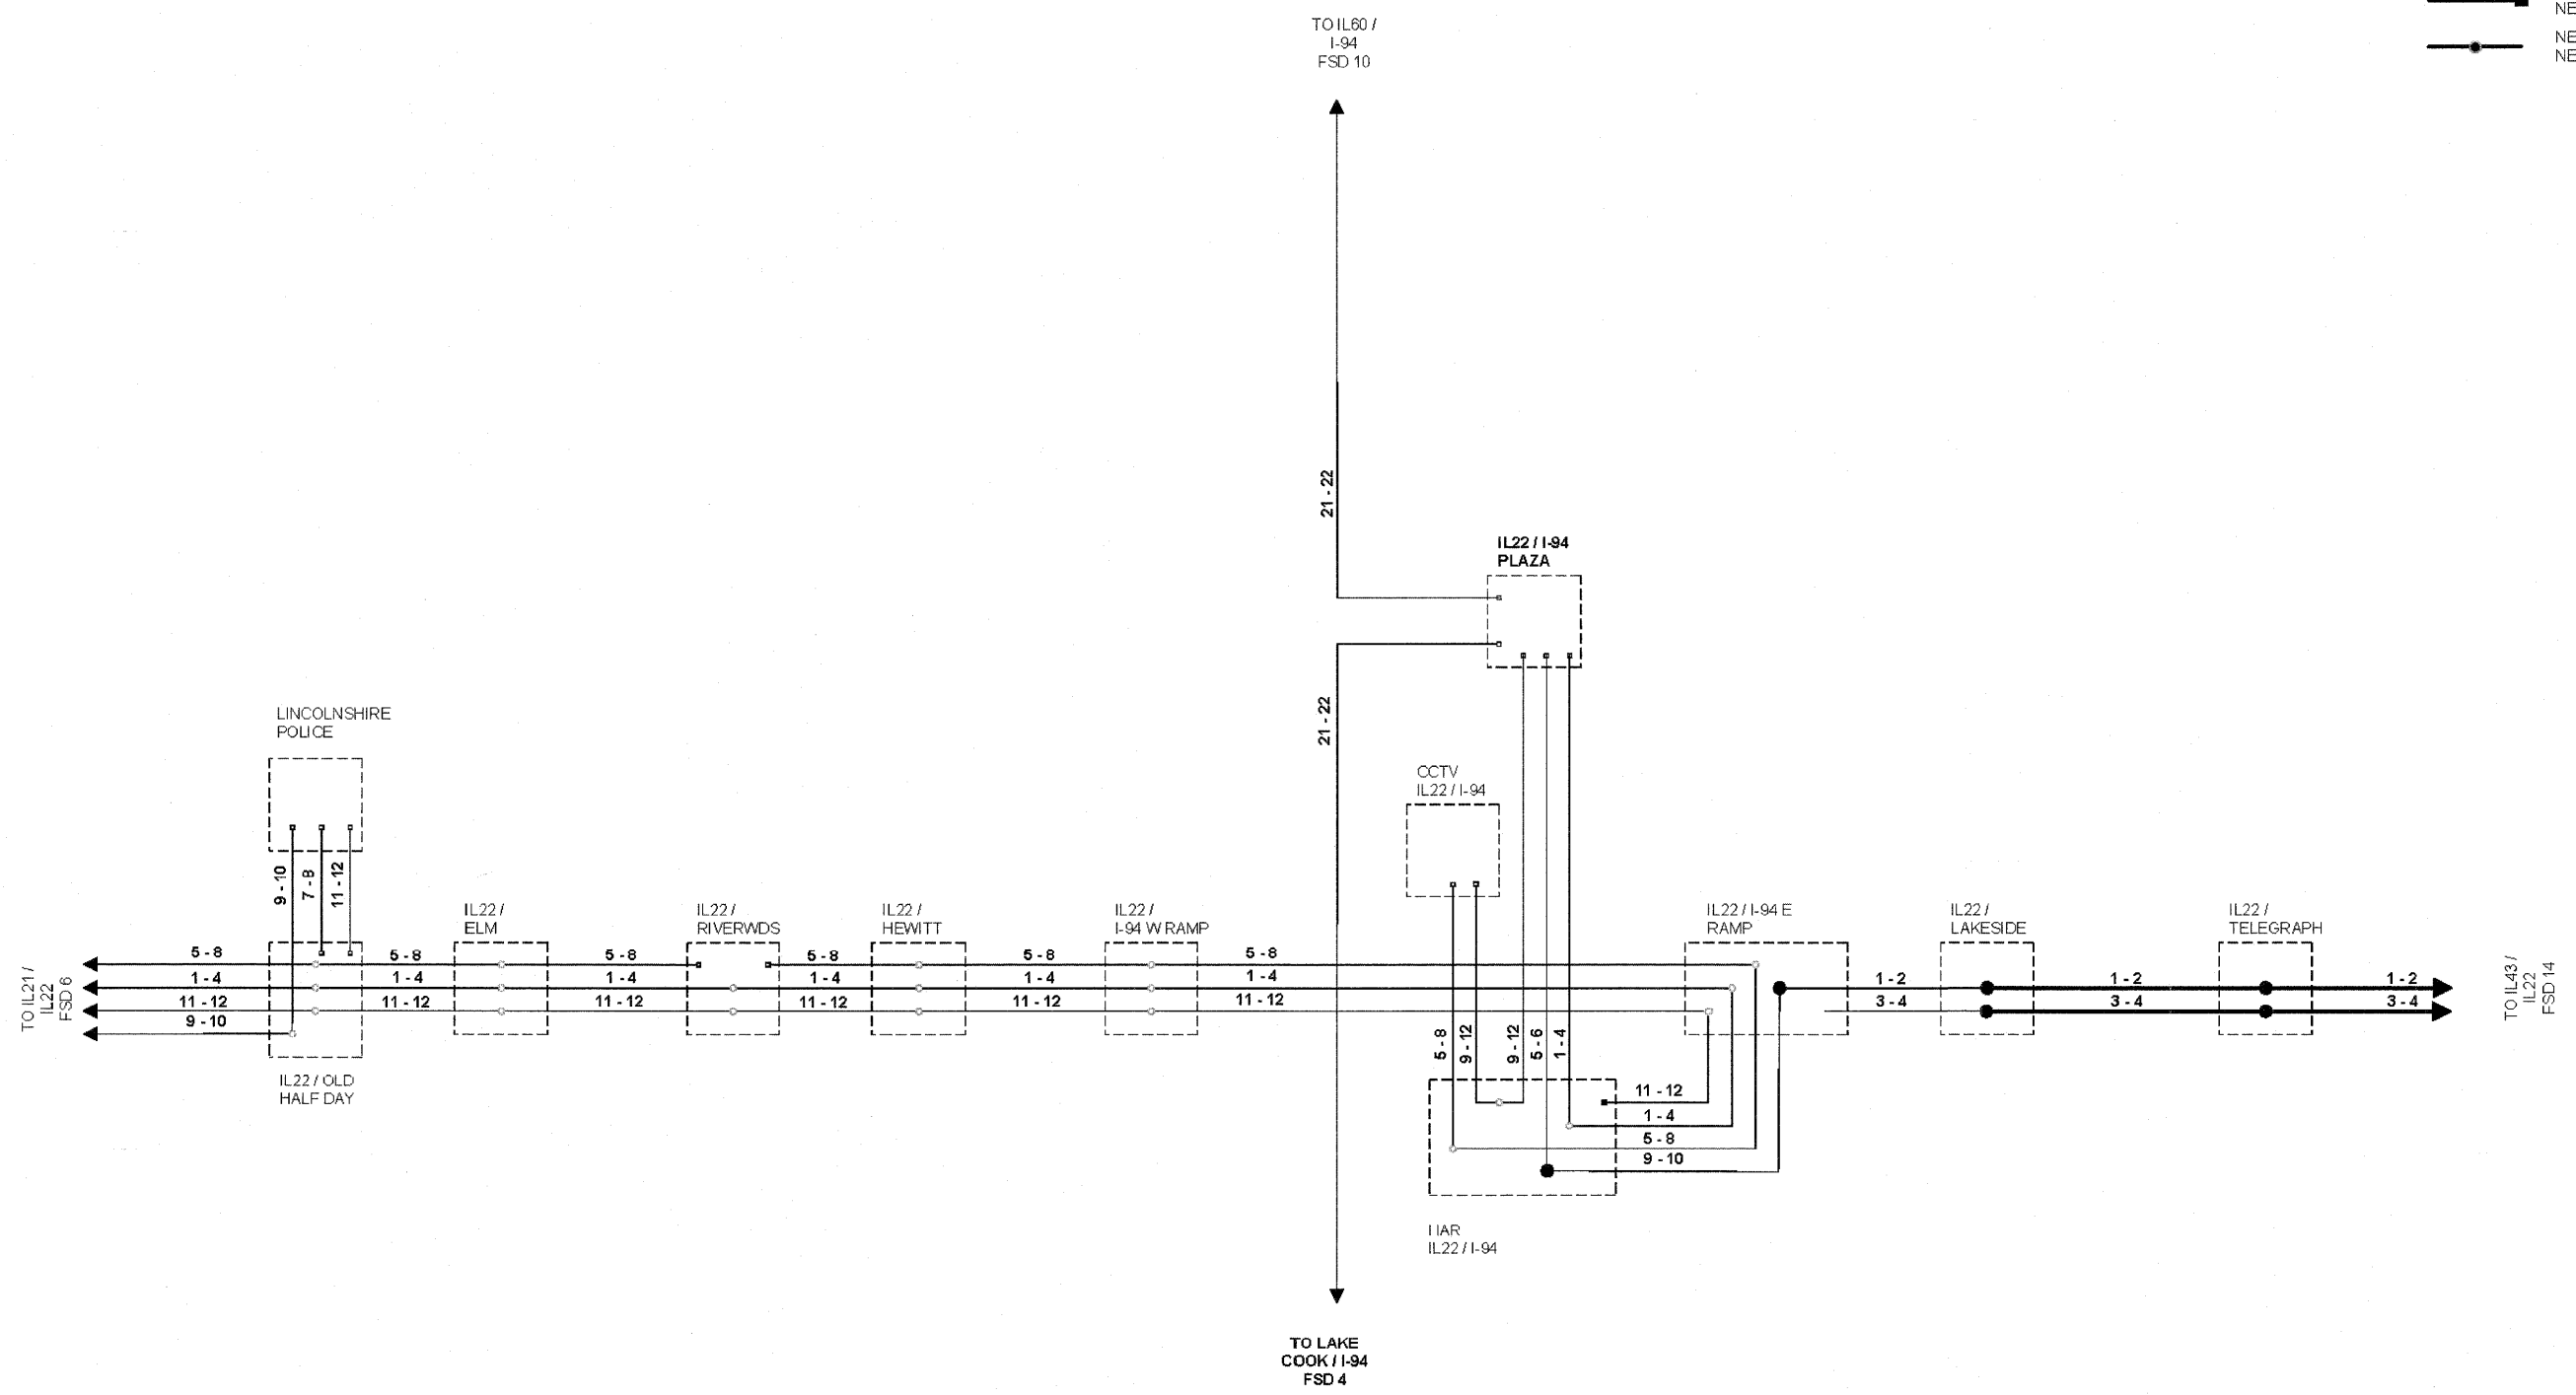 TO IL60 /
I-94
FSD 10
NE
NE
NE
21 - 22
IL22 / I-94
PLAZA
21 - 22
LINCOLNSHIRE
POLICE
CCTV
IL22 / I-94
9 - 10
7 - 8
11 - 12
IL22 /
ELM
IL22 /
RIVERWDS
IL22 /
HEWITT
IL22 /
I-94 W RAMP
IL22 / I-94 E
RAMP
IL22 /
LAKESIDE
IL22 /
TELEGRAPH
TO IL21 /
IL22
FSD 6
5 - 8
5 - 8
5 - 8
5 - 8
5 - 8
5 - 8
1 - 4
1 - 4
1 - 4
1 - 4
1 - 4
1 - 4
11 - 12
11 - 12
11 - 12
11 - 12
11 - 12
11 - 12
9 - 10
1 - 2
1 - 2
1 - 2
3 - 4
3 - 4
3 - 4
TO IL43 /
IL22
FSD 14
5 - 8
9 - 12
9 - 12
5 - 6
1 - 4
IL22 / OLD
HALF DAY
11 - 12
1 - 4
5 - 8
9 - 10
HAR
IL22 / I-94
TO LAKE
COOK / I-94
FSD 4